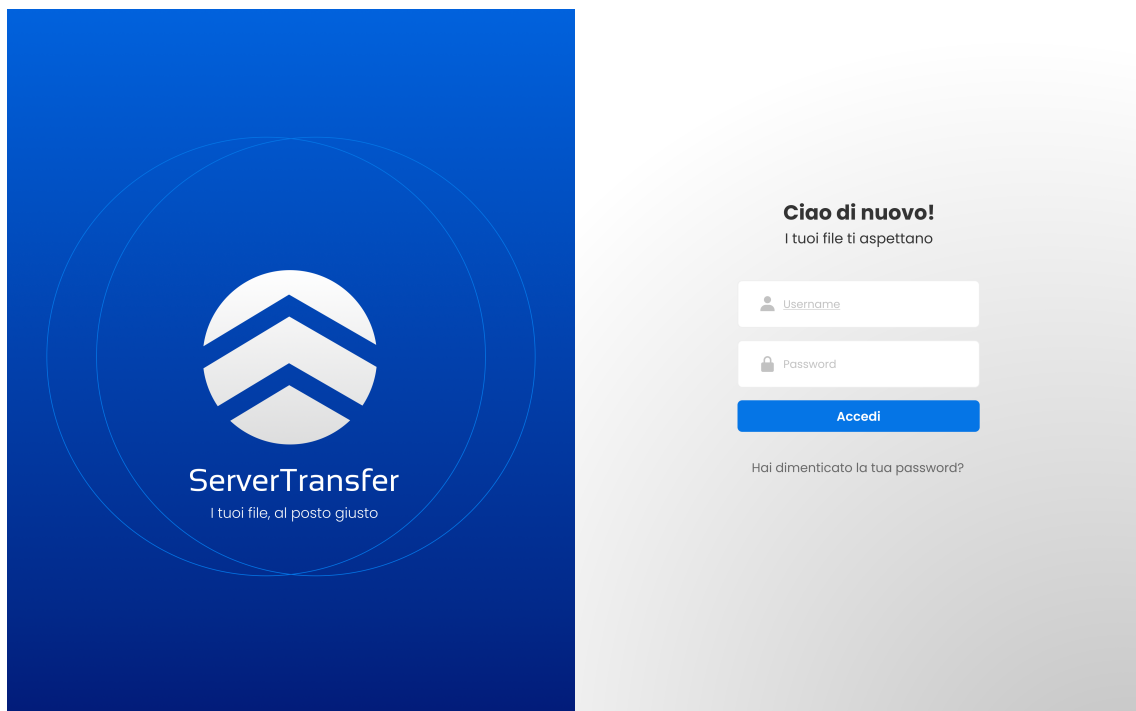 ServerTransfer
I tuoi file, al posto giusto
Ciao di nuovo!
I tuoi file ti aspettano
Username
Password
Accedi
Hai dimenticato la tua password?